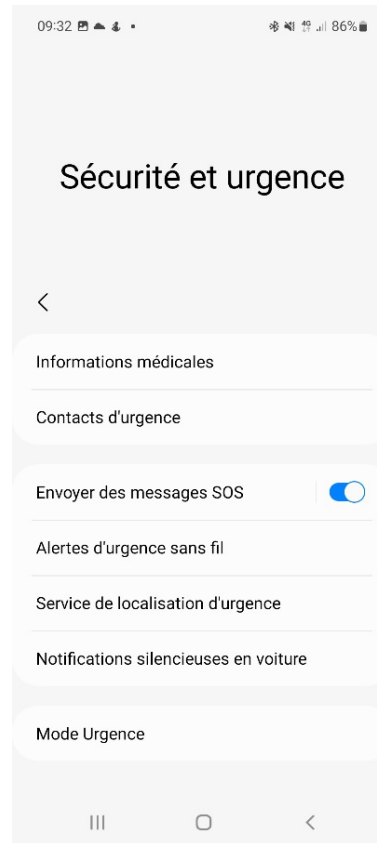 09:32
86%
Sécurité et urgence
Informations médicales
Contacts d'urgence
Envoyer des messages SOS
Alertes d'urgence sans fil
Service de localisation d'urgence
Notifications silencieuses en voiture
Mode Urgence